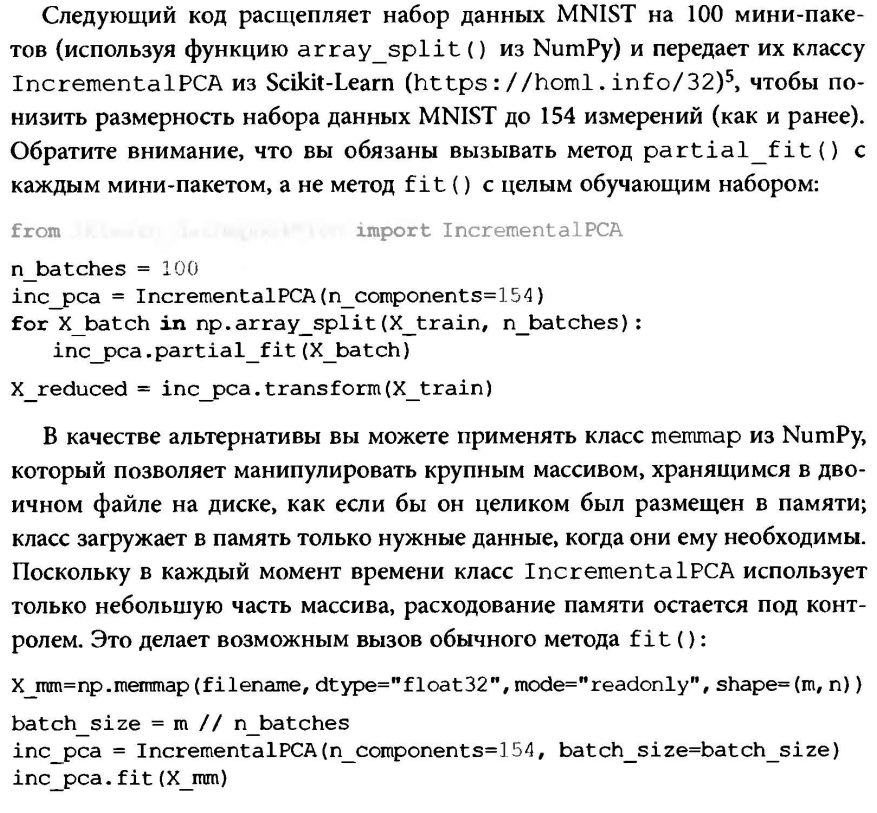 Следующий код расщепляет набор данных MNIST на 100 мини-паке-
тов (используя функцию array_split() из NumPy) и передает их классу
IncrementalPCA из Scikit-Learn (https://homl.info/32)⁵, чтобы по-
низить размерность набора данных MNIST до 154 измерений (как и ранее).
Обратите внимание, что вы обязаны вызывать метод partial_fit() с
каждым мини-пакетом, а не метод fit() с целым обучающим набором:
from import IncrementalPCA
n_batches = 100
inc_pca = IncrementalPCA(n_components=154)
for X_batch in np.array_split(X_train, n_batches):
    inc_pca.partial_fit(X_batch)
X_reduced = inc_pca.transform(X_train)
В качестве альтернативы вы можете применять класс memmap из NumPy,
который позволяет манипулировать крупным массивом, хранящимся в дво-
ичном файле на диске, как если бы он целиком был размещен в памяти;
класс загружает в память только нужные данные, когда они ему необходимы.
Поскольку в каждый момент времени класс IncrementalPCA использует
только небольшую часть массива, расходование памяти остается под конт-
ролем. Это делает возможным вызов обычного метода fit():
X_mm=np.memmap(filename,dtype="float32",mode="readonly",shape=(m,n))
batch_size = m // n_batches
inc_pca = IncrementalPCA(n_components=154, batch_size=batch_size)
inc_pca.fit(X_mm)